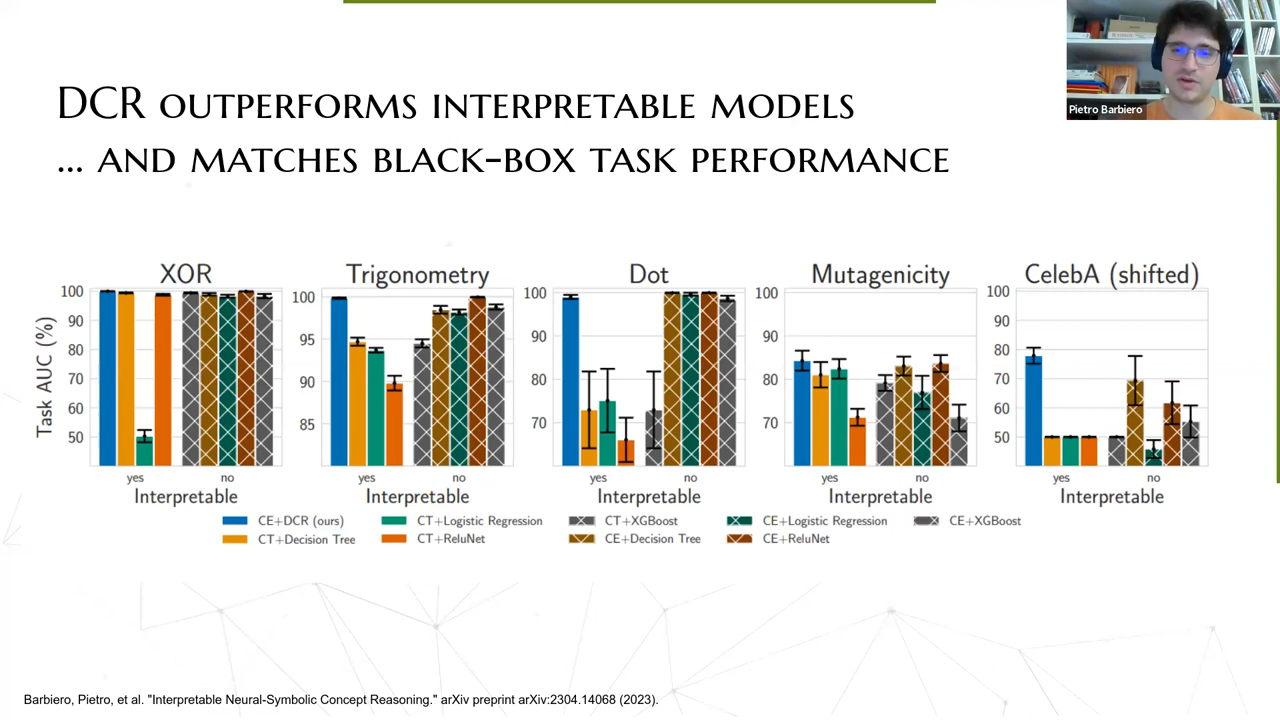 Pietro Barbiero
DCR OUTPERFORMS INTERPRETABLE MODELS
... AND MATCHES BLACK-BOX TASK PERFORMANCE
XOR
Trigonometry
Dot
Mutagenicity
CelebA (shifted)
Task AUC (%)
100
90
80
70
60
50
100
95
90
85
100
90
80
70
100
90
80
70
100
90
80
70
60
50
yes no
yes no
yes no
yes no
yes no
Interpretable
Interpretable
Interpretable
Interpretable
Interpretable
CE+DCR (ours) CT+Logistic Regression CT+XGBoost CE+Logistic Regression CE+XGBoost
CT+Decision Tree CT+ReluNet CE+Decision Tree CE+ReluNet
Barbiero, Pietro, et al. "Interpretable Neural-Symbolic Concept Reasoning." arXiv preprint arXiv:2304.14068 (2023).